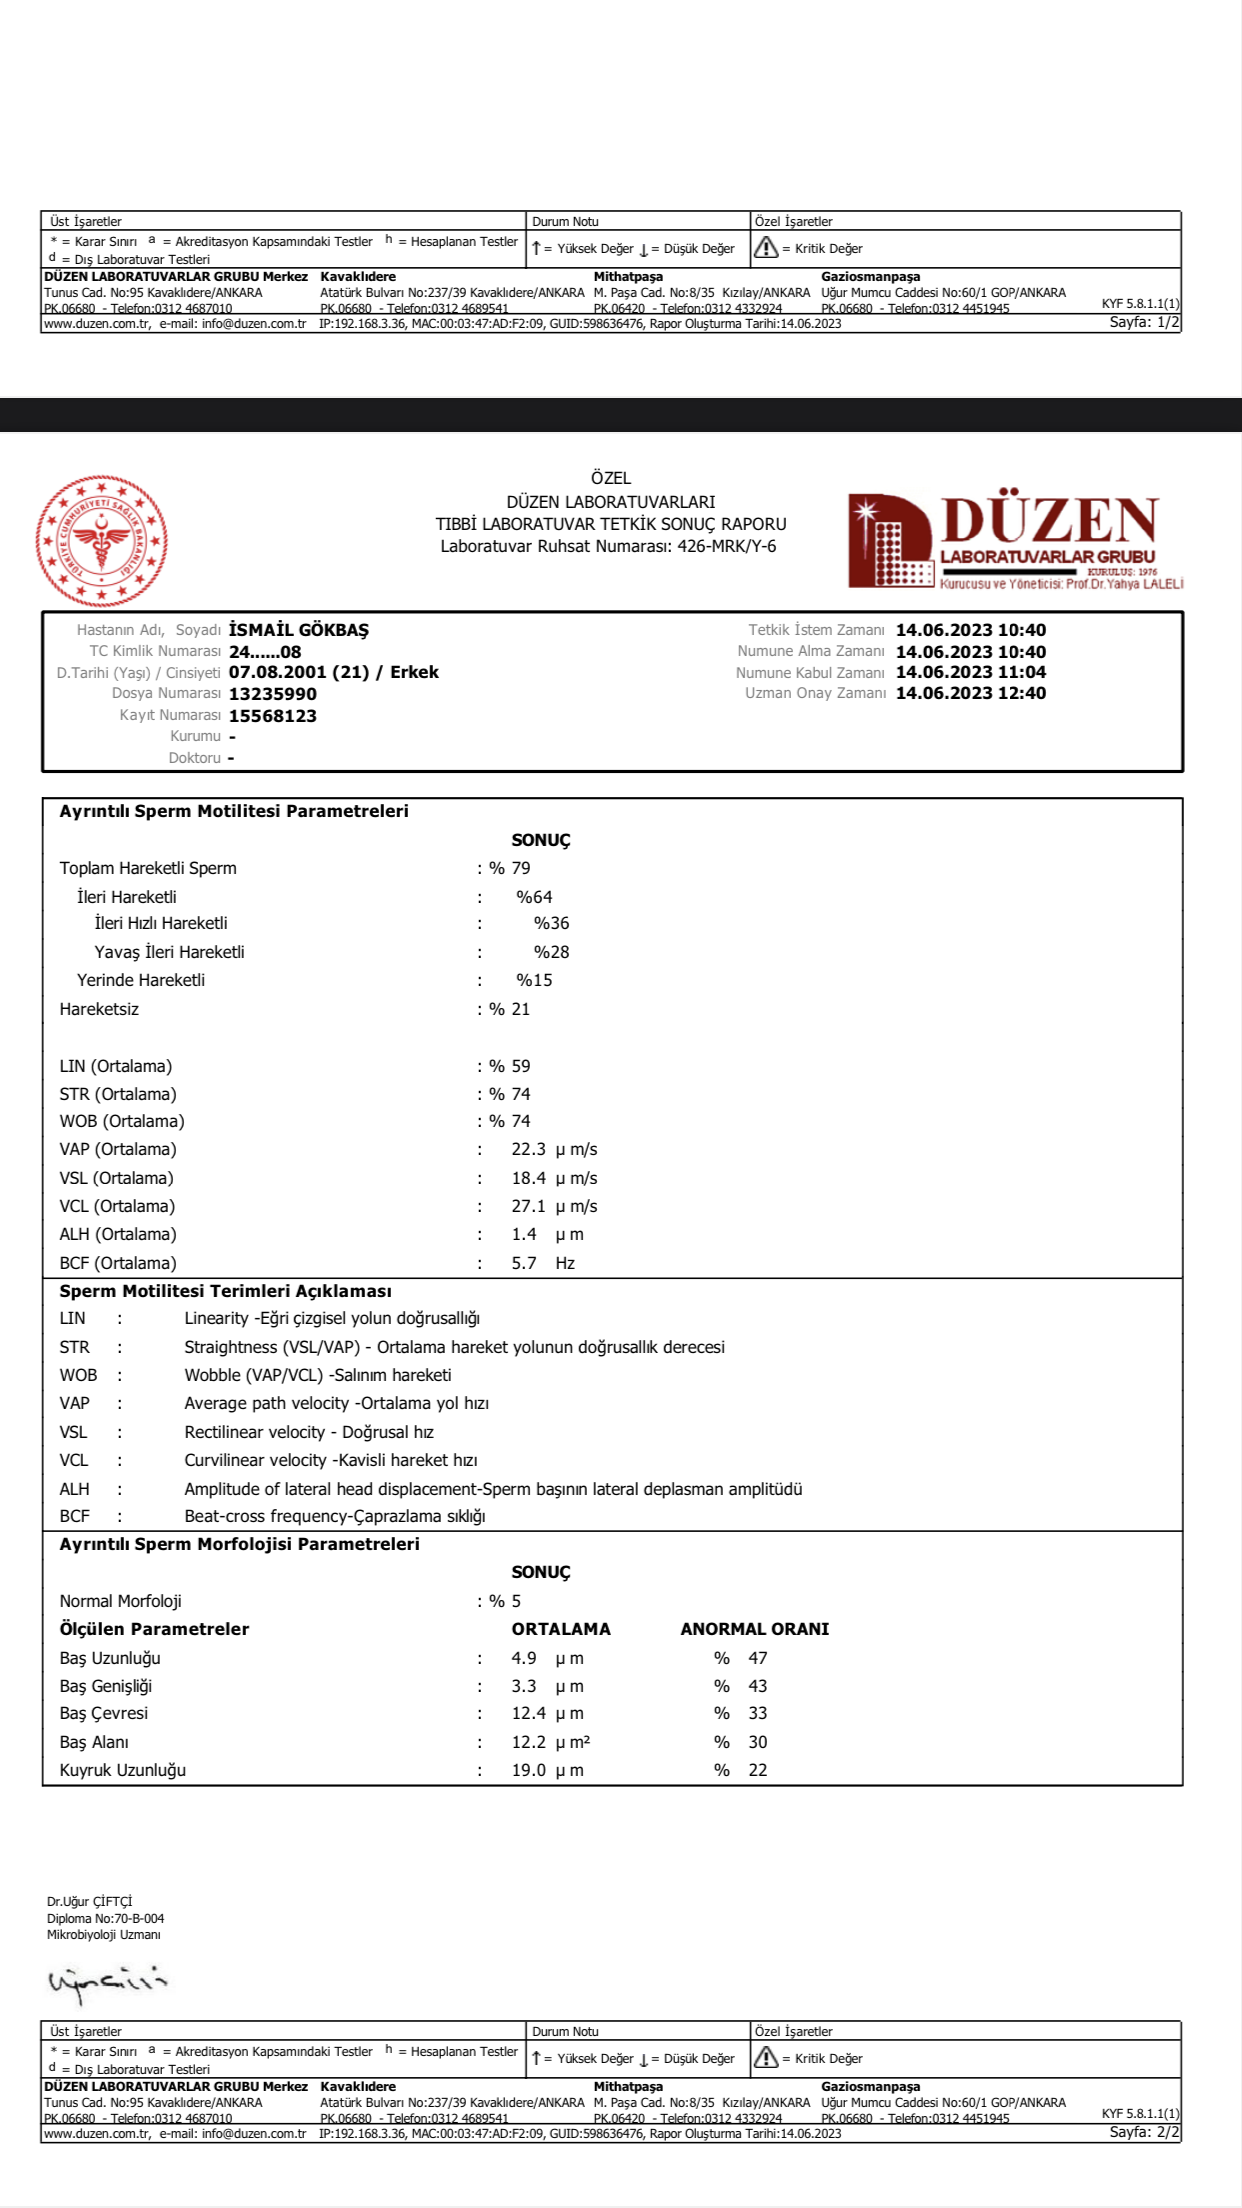 Üst İşaretler Durum Notu Özel İşaretler
* = Karar Sınırı a = Akreditasyon Kapsamındaki Testler h = Hesaplanan Testler ↑= Yüksek Değer ↓= Düşük Değer = Kritik Değer
d = Dış Laboratuvar Testleri
DÜZEN LABORATUVARLAR GRUBU Merkez Kavaklıdere Mithatpaşa Gaziosmanpaşa
Tunus Cad. No:95 Kavaklıdere/ANKARA Atatürk Bulvarı No:237/39 Kavaklıdere/ANKARA M. Paşa Cad. No:8/35 Kızılay/ANKARA Uğur Mumcu Caddesi No:60/1 GOP/ANKARA
PK.06680 - Telefon:0312 4687010 PK.06680 - Telefon:0312 4689541 PK.06420 - Telefon:0312 4332924 PK.06680 - Telefon:0312 4451945 KYF 5.8.1.1(1)
www.duzen.com.tr, e-mail: info@duzen.com.tr IP:192.168.3.36, MAC:00:03:47:AD:F2:09, GUID:598636476, Rapor Oluşturma Tarihi:14.06.2023 Sayfa: 1/2
TÜRKİYE CUMHURİYETİ SAĞLIK BAKANLIĞI
ÖZEL
DÜZEN LABORATUVARLARI
TIBBİ LABORATUVAR TETKİK SONUÇ RAPORU
Laboratuvar Ruhsat Numarası: 426-MRK/Y-6
DÜZEN
LABORATUVARLAR GRUBU
KURULUŞ: 1976
Kurucusu ve Yöneticisi: Prof.Dr.Yahya LALELİ
Hastanın Adı, Soyadı İSMAİL GÖKBAŞ Tetkik İstem Zamanı 14.06.2023 10:40
TC Kimlik Numarası 24......08 Numune Alma Zamanı 14.06.2023 10:40
D.Tarihi (Yaşı) / Cinsiyeti 07.08.2001 (21) / Erkek Numune Kabul Zamanı 14.06.2023 11:04
Dosya Numarası 13235990 Uzman Onay Zamanı 14.06.2023 12:40
Kayıt Numarası 15568123
Kurumu -
Doktoru -
Ayrıntılı Sperm Motilitesi Parametreleri
SONUÇ
Toplam Hareketli Sperm : % 79
İleri Hareketli : %64
İleri Hızlı Hareketli : %36
Yavaş İleri Hareketli : %28
Yerinde Hareketli : %15
Hareketsiz : % 21
LIN (Ortalama) : % 59
STR (Ortalama) : % 74
WOB (Ortalama) : % 74
VAP (Ortalama) : 22.3 µ m/s
VSL (Ortalama) : 18.4 µ m/s
VCL (Ortalama) : 27.1 µ m/s
ALH (Ortalama) : 1.4 µ m
BCF (Ortalama) : 5.7 Hz
Sperm Motilitesi Terimleri Açıklaması
LIN : Linearity -Eğri çizgisel yolun doğrusallığı
STR : Straightness (VSL/VAP) - Ortalama hareket yolunun doğrusallık derecesi
WOB : Wobble (VAP/VCL) -Salınım hareketi
VAP : Average path velocity -Ortalama yol hızı
VSL : Rectilinear velocity - Doğrusal hız
VCL : Curvilinear velocity -Kavisli hareket hızı
ALH : Amplitude of lateral head displacement-Sperm başının lateral deplasman amplitüdü
BCF : Beat-cross frequency-Çaprazlama sıklığı
Ayrıntılı Sperm Morfolojisi Parametreleri
SONUÇ
Normal Morfoloji : % 5
Ölçülen Parametreler ORTALAMA ANORMAL ORANI
Baş Uzunluğu : 4.9 µ m % 47
Baş Genişliği : 3.3 µ m % 43
Baş Çevresi : 12.4 µ m % 33
Baş Alanı : 12.2 µ m² % 30
Kuyruk Uzunluğu : 19.0 µ m % 22
Dr.Uğur ÇİFTÇİ
Diploma No:70-B-004
Mikrobiyoloji Uzmanı
Üst İşaretler Durum Notu Özel İşaretler
* = Karar Sınırı a = Akreditasyon Kapsamındaki Testler h = Hesaplanan Testler ↑= Yüksek Değer ↓= Düşük Değer = Kritik Değer
d = Dış Laboratuvar Testleri
DÜZEN LABORATUVARLAR GRUBU Merkez Kavaklıdere Mithatpaşa Gaziosmanpaşa
Tunus Cad. No:95 Kavaklıdere/ANKARA Atatürk Bulvarı No:237/39 Kavaklıdere/ANKARA M. Paşa Cad. No:8/35 Kızılay/ANKARA Uğur Mumcu Caddesi No:60/1 GOP/ANKARA
PK.06680 - Telefon:0312 4687010 PK.06680 - Telefon:0312 4689541 PK.06420 - Telefon:0312 4332924 PK.06680 - Telefon:0312 4451945 KYF 5.8.1.1(1)
www.duzen.com.tr, e-mail: info@duzen.com.tr IP:192.168.3.36, MAC:00:03:47:AD:F2:09, GUID:598636476, Rapor Oluşturma Tarihi:14.06.2023 Sayfa: 2/2